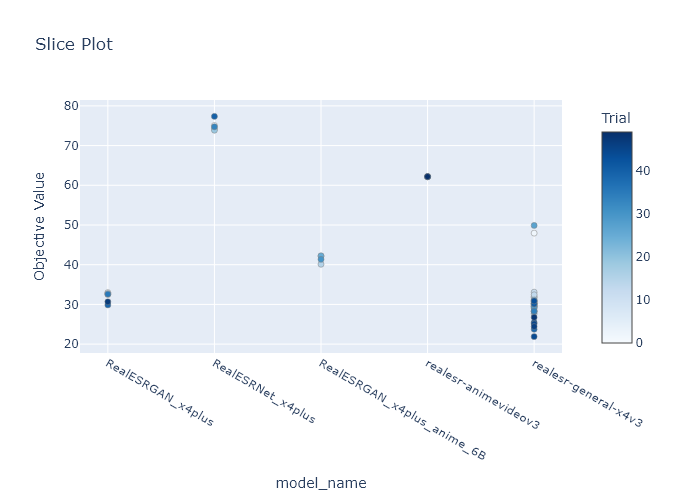 Slice Plot
Trial
80
70
60
50
40
30
20
Objective Value
40
30
20
10
0
RealESRGAN_x4plus
RealESRNet_x4plus
RealESRGAN_x4plus_anime_6B
realesr-animevideov3
realesr-general-x4v3
model_name